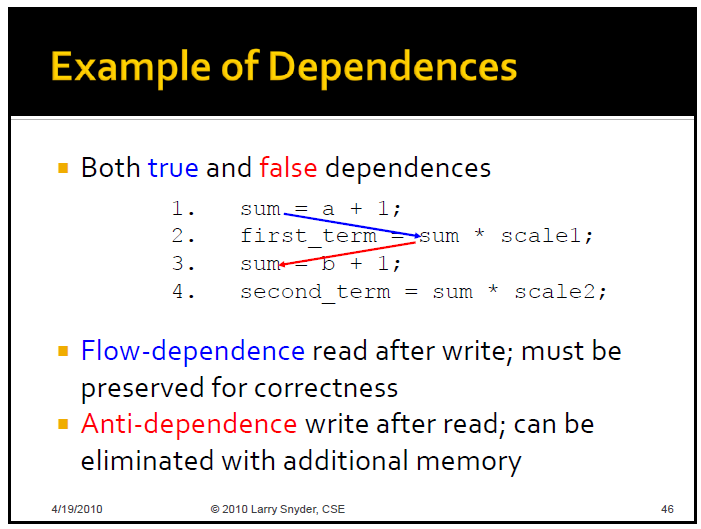 Example of Dependences
Both true and false dependences
1. sum = a + 1;
2. first_term = sum * scale1;
3. sum = b + 1;
4. second_term = sum * scale2;
Flow-dependence read after write; must be
preserved for correctness
Anti-dependence write after read; can be
eliminated with additional memory
4/19/2010 © 2010 Larry Snyder, CSE 46